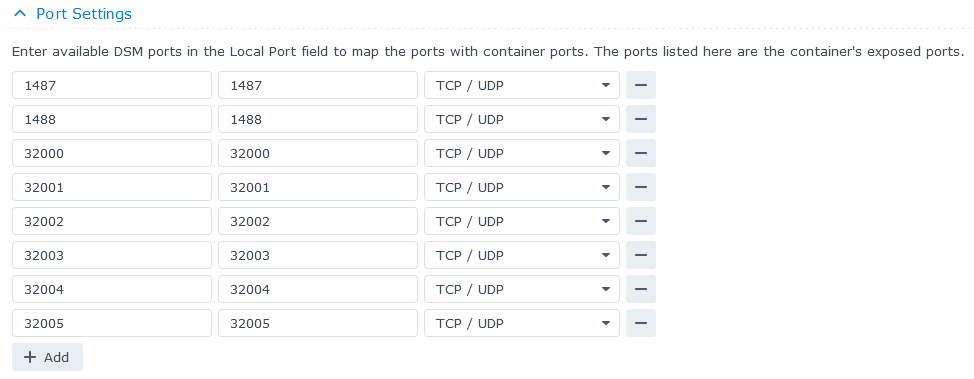 Port Settings
Enter available DSM ports in the Local Port field to map the ports with container ports. The ports listed here are the container's exposed ports.
1487 1487 TCP / UDP
1488 1488 TCP / UDP
32000 32000 TCP / UDP
32001 32001 TCP / UDP
32002 32002 TCP / UDP
32003 32003 TCP / UDP
32004 32004 TCP / UDP
32005 32005 TCP / UDP
Add